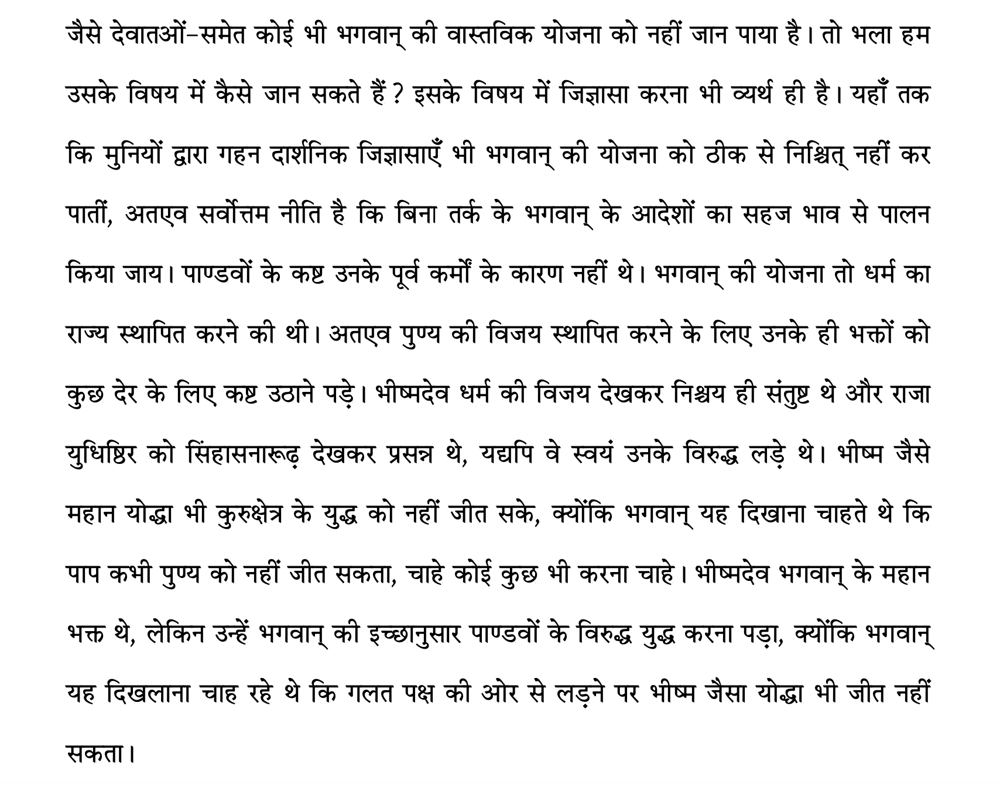 जैसे देवातओं-समेत कोई भी भगवान् की वास्तविक योजना को नहीं जान पाया है। तो भला हम
उसके विषय में कैसे जान सकते हैं? इसके विषय में जिज्ञासा करना भी व्यर्थ ही है। यहाँ तक
कि मुनियों द्वारा गहन दार्शनिक जिज्ञासाएँ भी भगवान् की योजना को ठीक से निश्चित् नहीं कर
पातीं, अतएव सर्वोत्तम नीति है कि बिना तर्क के भगवान् के आदेशों का सहज भाव से पालन
किया जाय। पाण्डवों के कष्ट उनके पूर्व कर्मों के कारण नहीं थे। भगवान् की योजना तो धर्म का
राज्य स्थापित करने की थी। अतएव पुण्य की विजय स्थापित करने के लिए उनके ही भक्तों को
कुछ देर के लिए कष्ट उठाने पड़े। भीष्मदेव धर्म की विजय देखकर निश्चय ही संतुष्ट थे और राजा
युधिष्ठिर को सिंहासनारूढ़ देखकर प्रसन्न थे, यद्यपि वे स्वयं उनके विरुद्ध लड़े थे। भीष्म जैसे
महान योद्धा भी कुरुक्षेत्र के युद्ध को नहीं जीत सके, क्योंकि भगवान् यह दिखाना चाहते थे कि
पाप कभी पुण्य को नहीं जीत सकता, चाहे कोई कुछ भी करना चाहे। भीष्मदेव भगवान् के महान
भक्त थे, लेकिन उन्हें भगवान् की इच्छानुसार पाण्डवों के विरुद्ध युद्ध करना पड़ा, क्योंकि भगवान्
यह दिखलाना चाह रहे थे कि गलत पक्ष की ओर से लड़ने पर भीष्म जैसा योद्धा भी जीत नहीं
सकता।